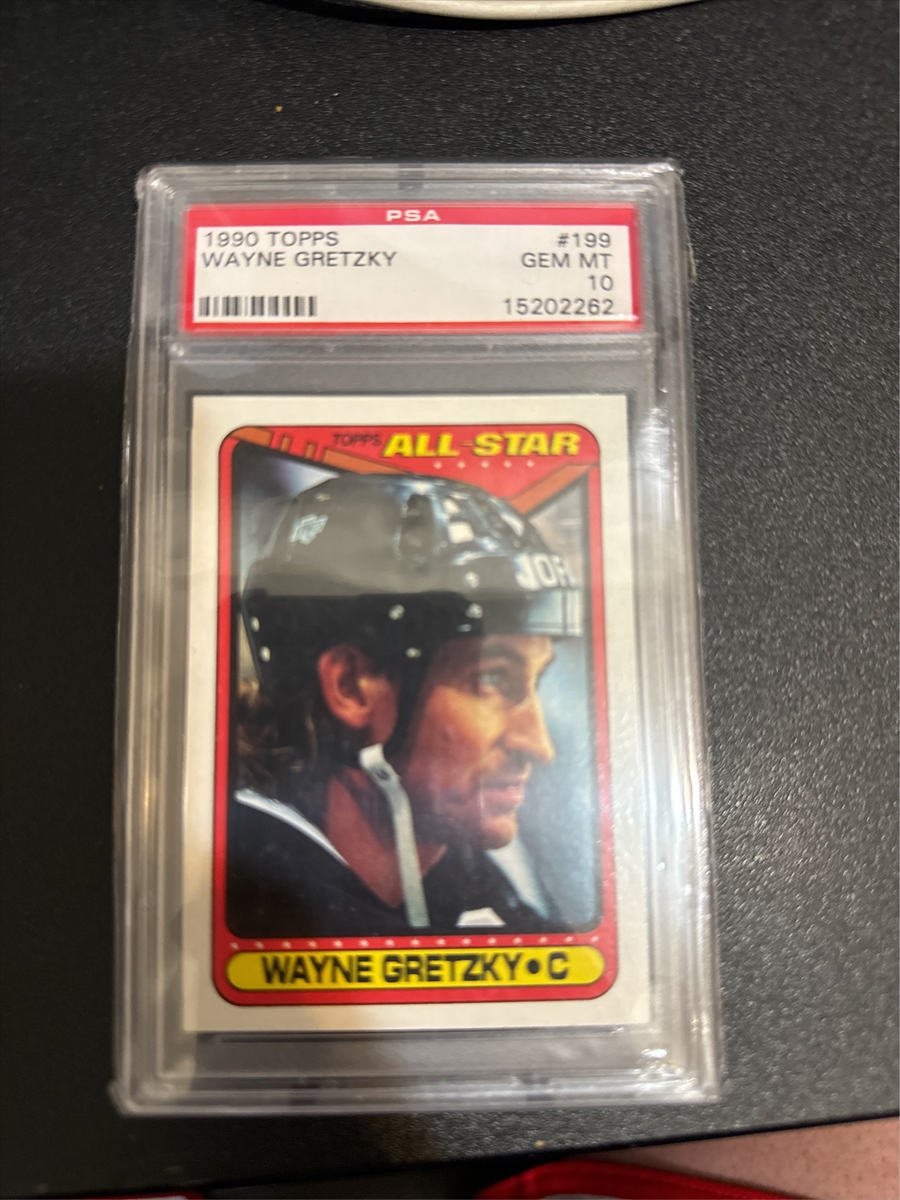 PSA
1990 TOPPS #199
WAYNE GRETZKY GEM MT
10
15202262
TOPPS ALL-STAR
WAYNE GRETZKY • C